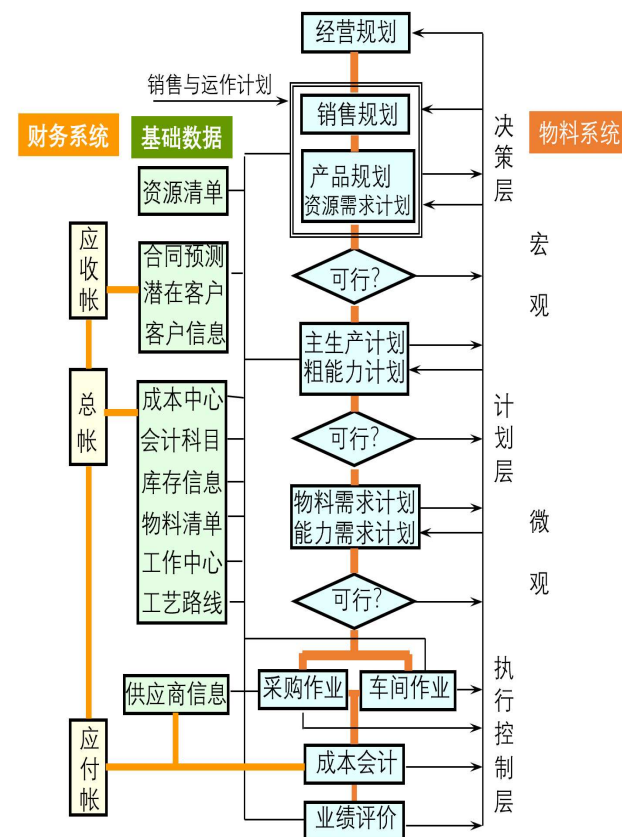 经营规划
销售与运作计划
销售规划
财务系统
基础数据
物料系统
决策层
产品规划
资源需求计划
资源清单
应收帐
合同预测
潜在客户
客户信息
可行?
宏观
主生产计划
粗能力计划
总帐
成本中心
会计科目
库存信息
物料清单
工作中心
工艺路线
可行?
计划层
物料需求计划
能力需求计划
微观
可行?
供应商信息
采购作业
车间作业
执行控制层
应付帐
成本会计
业绩评价